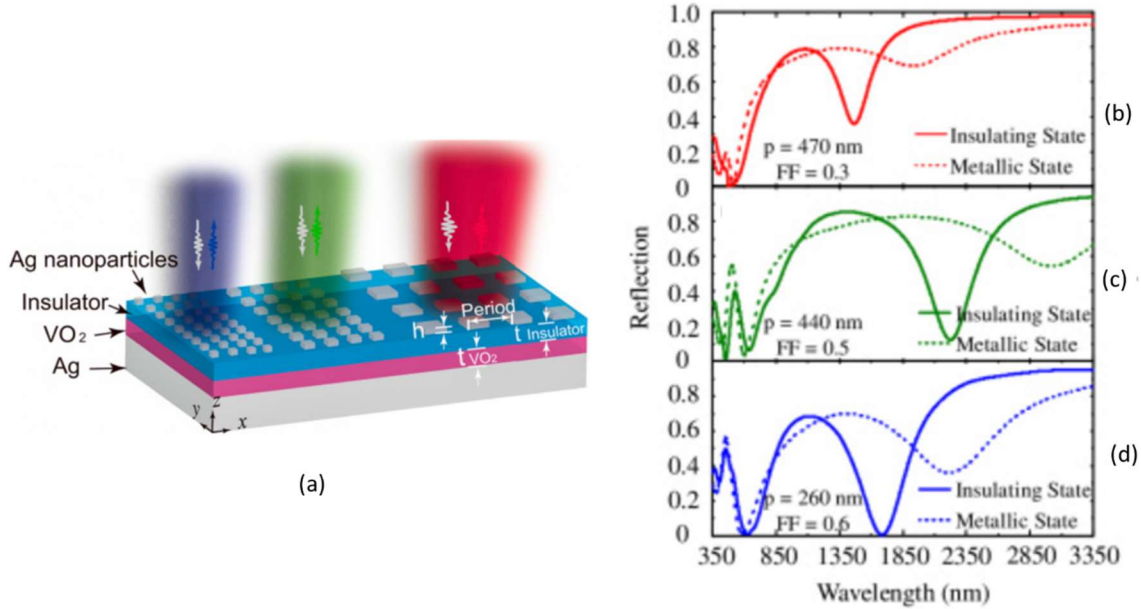 Ag nanoparticles
Insulator
VO2
Ag
Period
h
t Insulator
t VO2
z
y
x
(a)
1.0
0.8
0.6
0.4
0.2
0
p = 470 nm
FF = 0.3
Insulating State
Metallic State
(b)
0.8
0.6
0.4
0.2
0
Reflection
p = 440 nm
FF = 0.5
Insulating State
Metallic State
(c)
0.8
0.6
0.4
0.2
0
p = 260 nm
FF = 0.6
Insulating State
Metallic State
(d)
350 850 1350 1850 2350 2850 3350
Wavelength (nm)